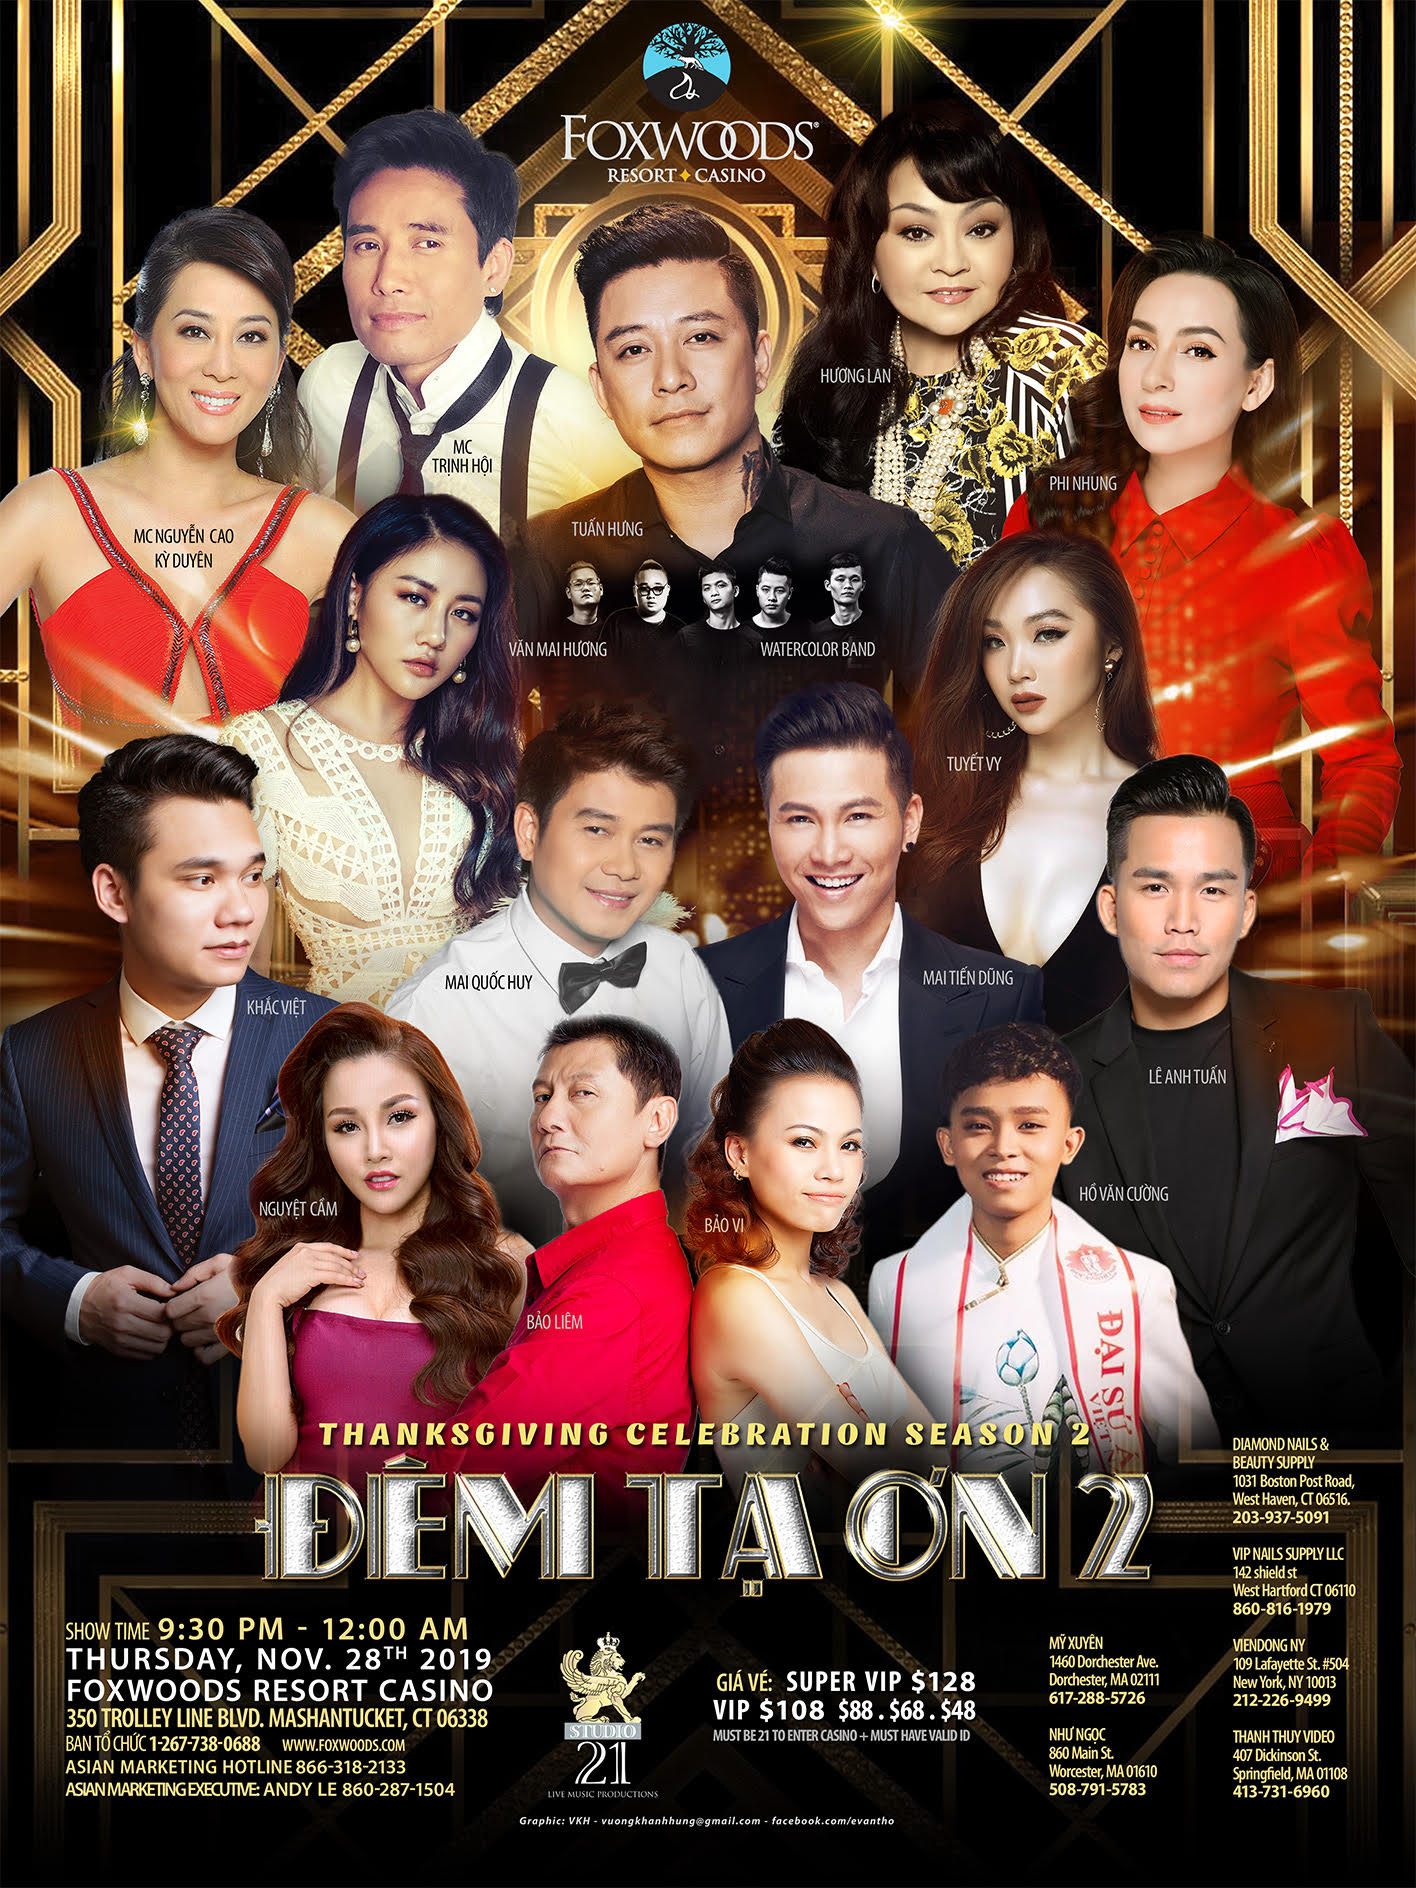 FOXWOODS®
RESORT CASINO
HƯƠNG LAN
MC
TRỊNH HỘI
PHI NHUNG
TUẤN HƯNG
MC NGUYỄN CAO
KỲ DUYÊN
VĂN MAI HƯƠNG
WATERCOLOR BAND
TUYẾT VY
MAI QUỐC HUY
MAI TIẾN DŨNG
KHẮC VIỆT
LÊ ANH TUẤN
NGUYỆT CẦM
BẢO VI
HỒ VĂN CƯỜNG
BẢO LIÊM
ĐẠI SỨ
VIỆT
THANKSGIVING CELEBRATION SEASON 2
ĐÊM TẠ ƠN 2
SHOW TIME 9:30 PM - 12:00 AM
THURSDAY, NOV. 28TH 2019
FOXWOODS RESORT CASINO
350 TROLLEY LINE BLVD. MASHANTUCKET, CT 06338
BAN TỔ CHỨC 1-267-738-0688 WWW.FOXWOODS.COM
ASIAN MARKETING HOTLINE 866-318-2133
ASIAN MARKETING EXECUTIVE: ANDY LE 860-287-1504
STUDIO
21
LIVE MUSIC PRODUCTIONS
GIÁ VÉ: SUPER VIP $128
VIP $108 $88 . $68 . $48
MUST BE 21 TO ENTER CASINO + MUST HAVE VALID ID
MỸ XUYÊN
1460 Dorchester Ave.
Dorchester, MA 02111
617-288-5726
NHƯ NGỌC
860 Main St.
Worcester, MA 01610
508-791-5783
DIAMOND NAILS &
BEAUTY SUPPLY
1031 Boston Post Road,
West Haven, CT 06516.
203-937-5091
VIP NAILS SUPPLY LLC
142 shield st
West Hartford CT 06110
860-816-1979
VIENDONG NY
109 Lafayette St. #504
New York, NY 10013
212-226-9499
THANH THUY VIDEO
407 Dickinson St.
Springfield, MA 01108
413-731-6960
Graphic: VKH - vuongkhanhhung@gmail.com - facebook.com/evantho